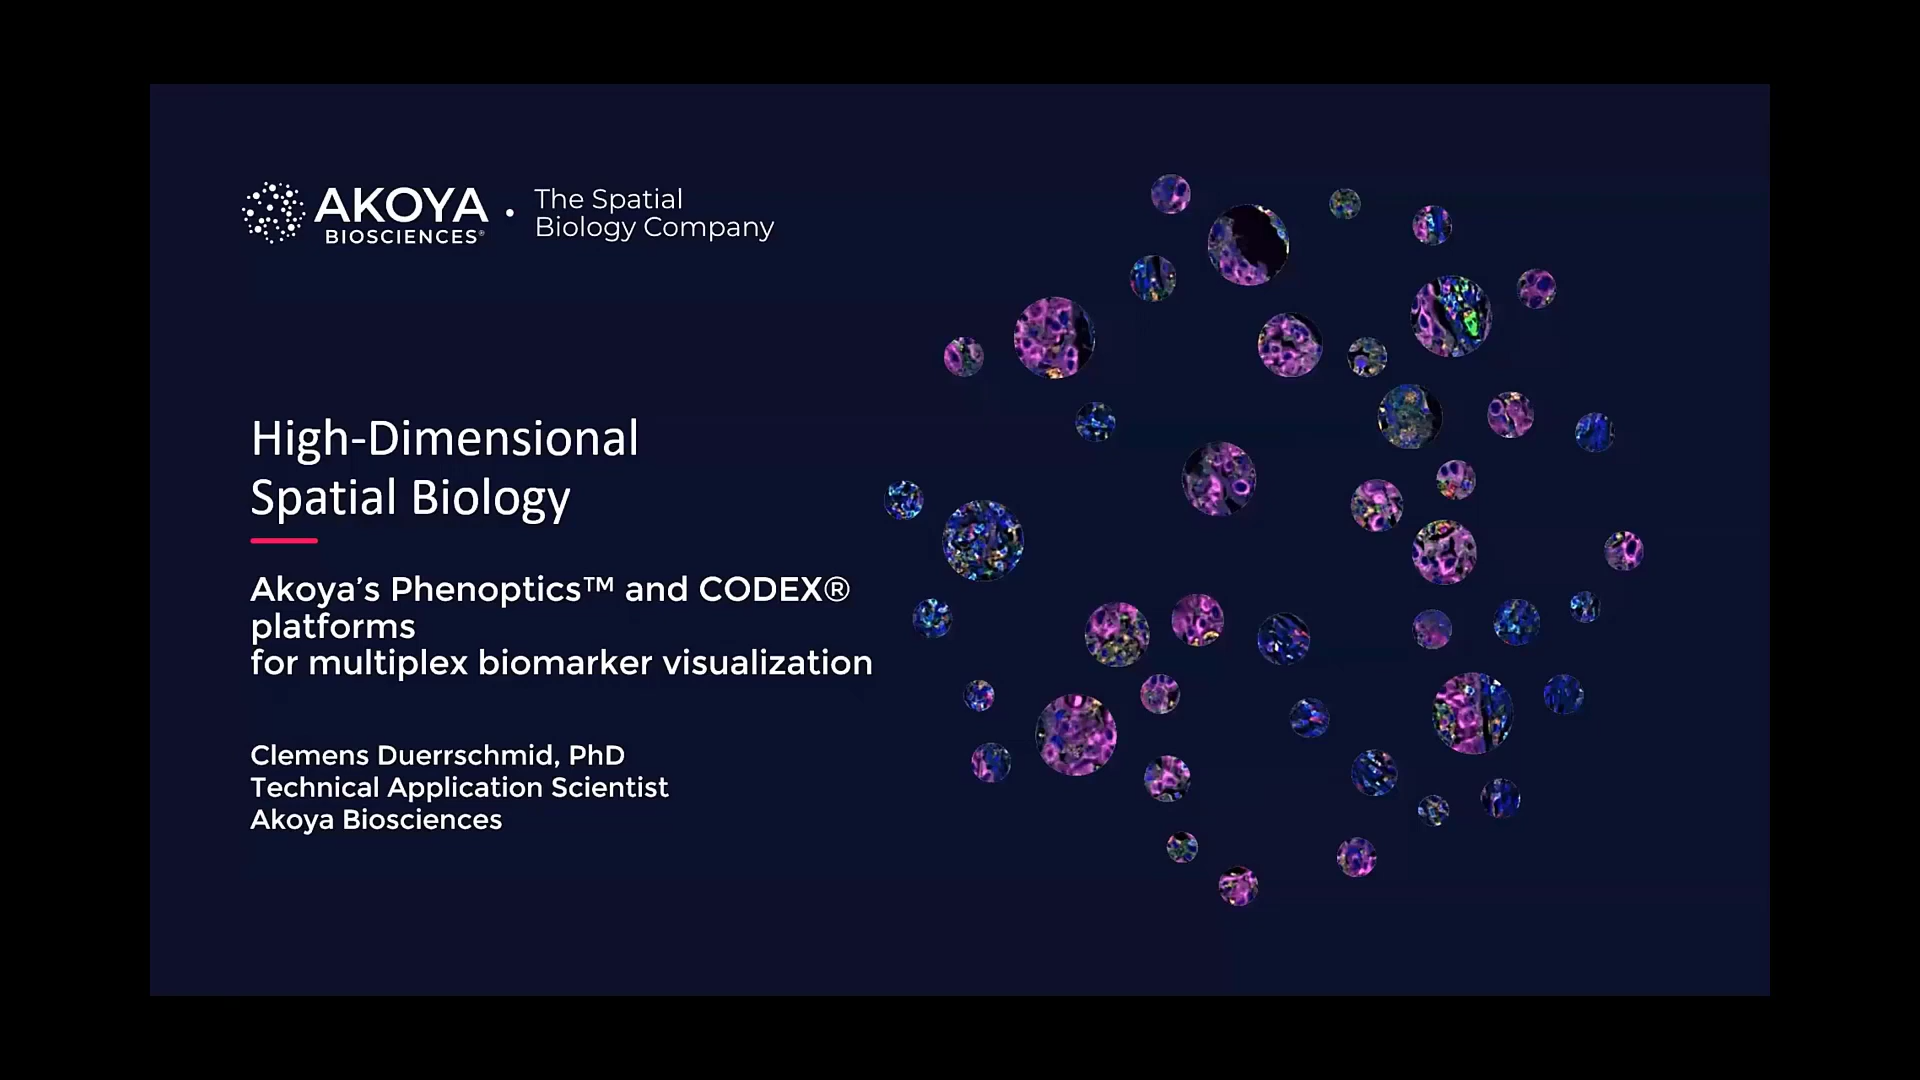 AKOYA
BIOSCIENCES®
•
The Spatial
Biology Company
High-Dimensional
Spatial Biology
Akoya’s Phenoptics™ and CODEX®
platforms
for multiplex biomarker visualization
Clemens Duerrschmid, PhD
Technical Application Scientist
Akoya Biosciences